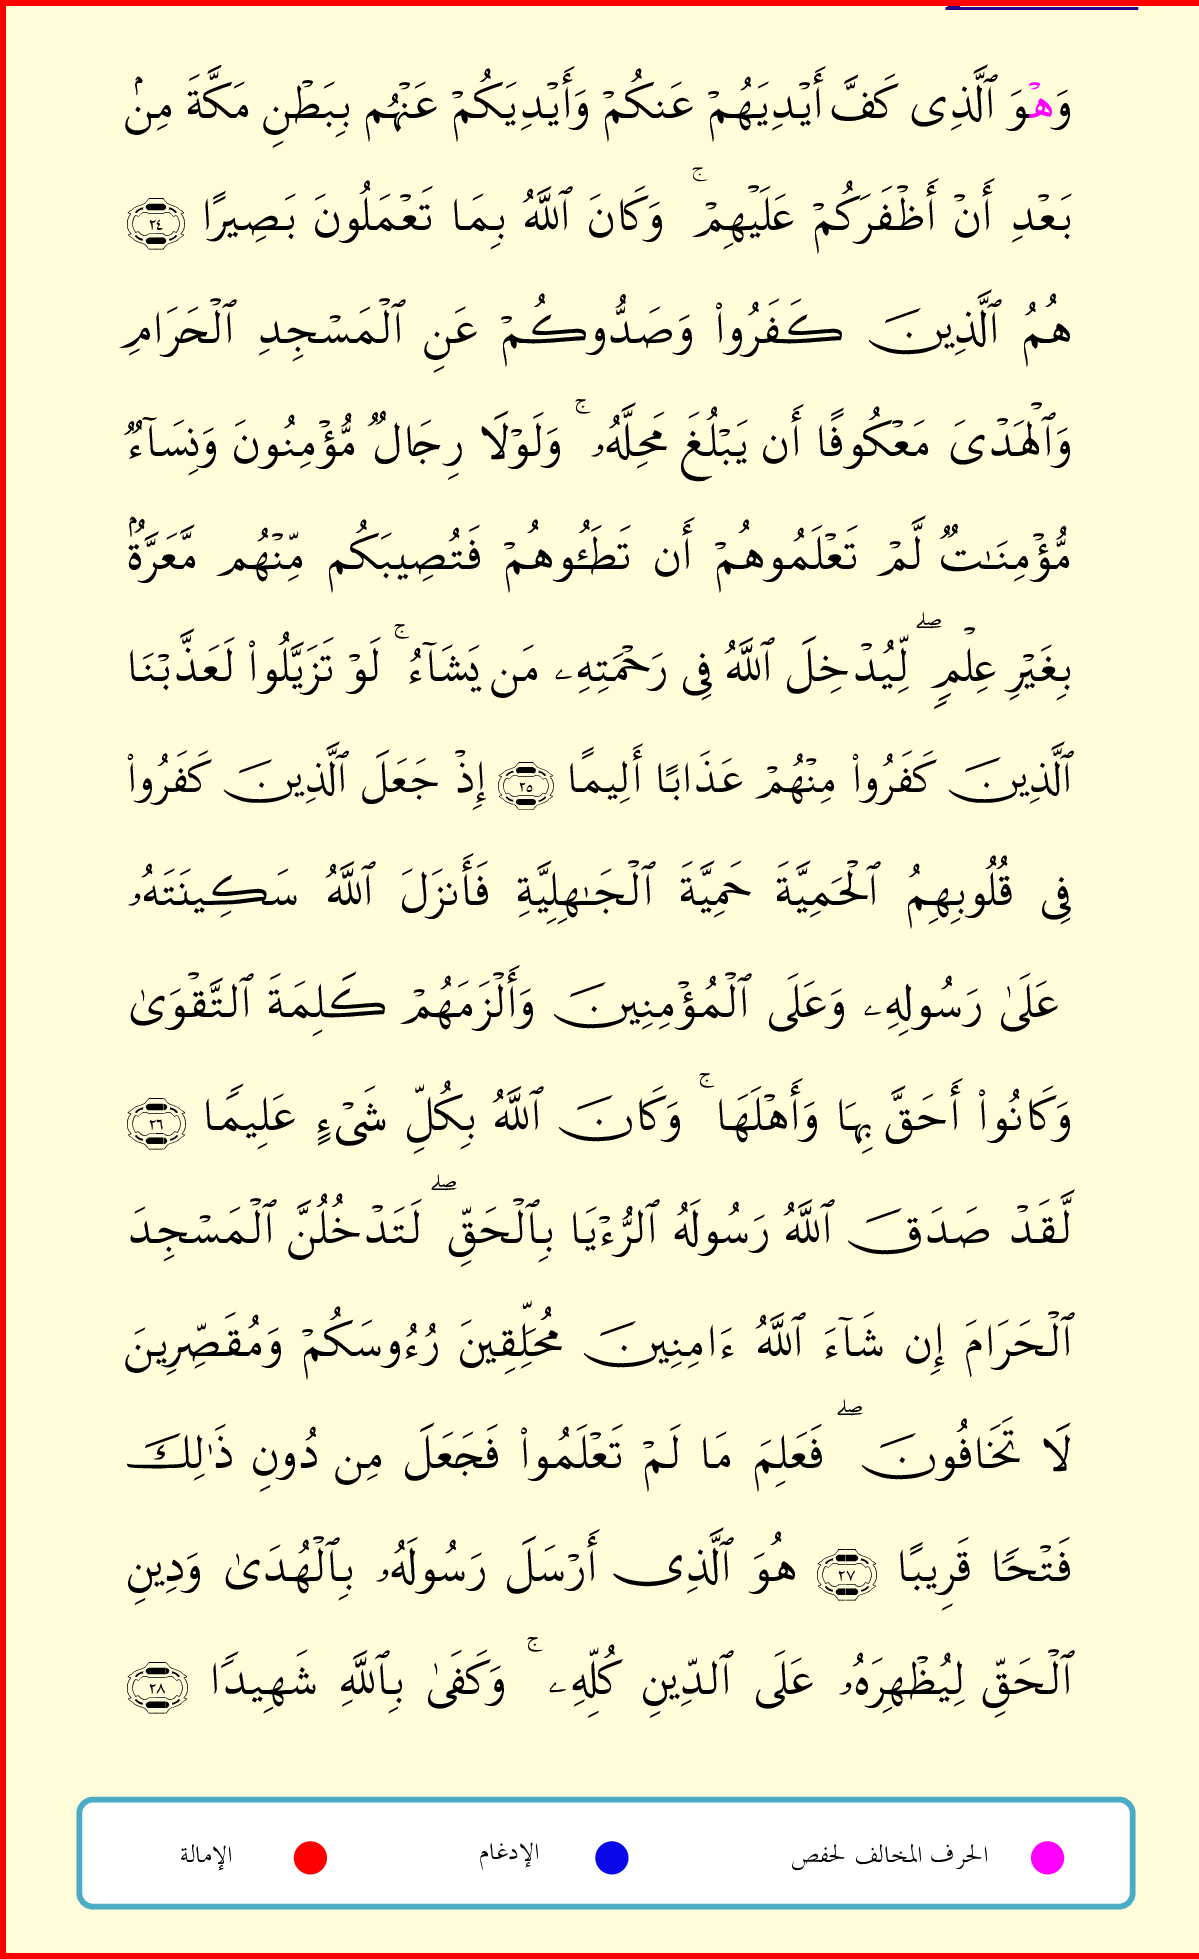 وَهْوَ ٱلَّذِى كَفَّ أَيْدِيَهُمْ عَنكُمْ وَأَيْدِيَكُمْ عَنْهُم بِبَطْنِ مَكَّةَ مِنۢ
بَعْدِ أَنْ أَظْفَرَكُمْ عَلَيْهِمْ ۚ وَكَانَ ٱللَّهُ بِمَا تَعْمَلُونَ بَصِيرًا ٢٤
هُمُ ٱلَّذِينَ كَفَرُوا۟ وَصَدُّوكُمْ عَنِ ٱلْمَسْجِدِ ٱلْحَرَامِ
وَٱلْهَدْىَ مَعْكُوفًا أَن يَبْلُغَ مَحِلَّهُۥ ۚ وَلَوْلَا رِجَالٌ مُّؤْمِنُونَ وَنِسَآءٌ
مُّؤْمِنَـٰتٌ لَّمْ تَعْلَمُوهُمْ أَن تَطَـُٔوهُمْ فَتُصِيبَكُم مِّنْهُم مَّعَرَّةٌۢ
بِغَيْرِ عِلْمٍ ۖ لِّيُدْخِلَ ٱللَّهُ فِى رَحْمَتِهِۦ مَن يَشَآءُ ۚ لَوْ تَزَيَّلُوا۟ لَعَذَّبْنَا
ٱلَّذِينَ كَفَرُوا۟ مِنْهُمْ عَذَابًا أَلِيمًا ٢٥ إِذْ جَعَلَ ٱلَّذِينَ كَفَرُوا۟
فِى قُلُوبِهِمُ ٱلْحَمِيَّةَ حَمِيَّةَ ٱلْجَـٰهِلِيَّةِ فَأَنزَلَ ٱللَّهُ سَكِينَتَهُۥ
عَلَىٰ رَسُولِهِۦ وَعَلَى ٱلْمُؤْمِنِينَ وَأَلْزَمَهُمْ كَلِمَةَ ٱلتَّقْوَىٰ
وَكَانُوا۟ أَحَقَّ بِهَا وَأَهْلَهَا ۚ وَكَانَ ٱللَّهُ بِكُلِّ شَىْءٍ عَلِيمًا ٢٦
لَّقَدْ صَدَقَ ٱللَّهُ رَسُولَهُ ٱلرُّءْيَا بِٱلْحَقِّ ۖ لَتَدْخُلُنَّ ٱلْمَسْجِدَ
ٱلْحَرَامَ إِن شَآءَ ٱللَّهُ ءَامِنِينَ مُحَلِّقِينَ رُءُوسَكُمْ وَمُقَصِّرِينَ
لَا تَخَافُونَ ۖ فَعَلِمَ مَا لَمْ تَعْلَمُوا۟ فَجَعَلَ مِن دُونِ ذَٰلِكَ
فَتْحًا قَرِيبًا ٢٧ هُوَ ٱلَّذِى أَرْسَلَ رَسُولَهُۥ بِٱلْهُدَىٰ وَدِينِ
ٱلْحَقِّ لِيُظْهِرَهُۥ عَلَى ٱلدِّينِ كُلِّهِۦ ۚ وَكَفَىٰ بِٱللَّهِ شَهِيدًا ٢٨
الحرف المخالف لحفص الإدغام الإمالة